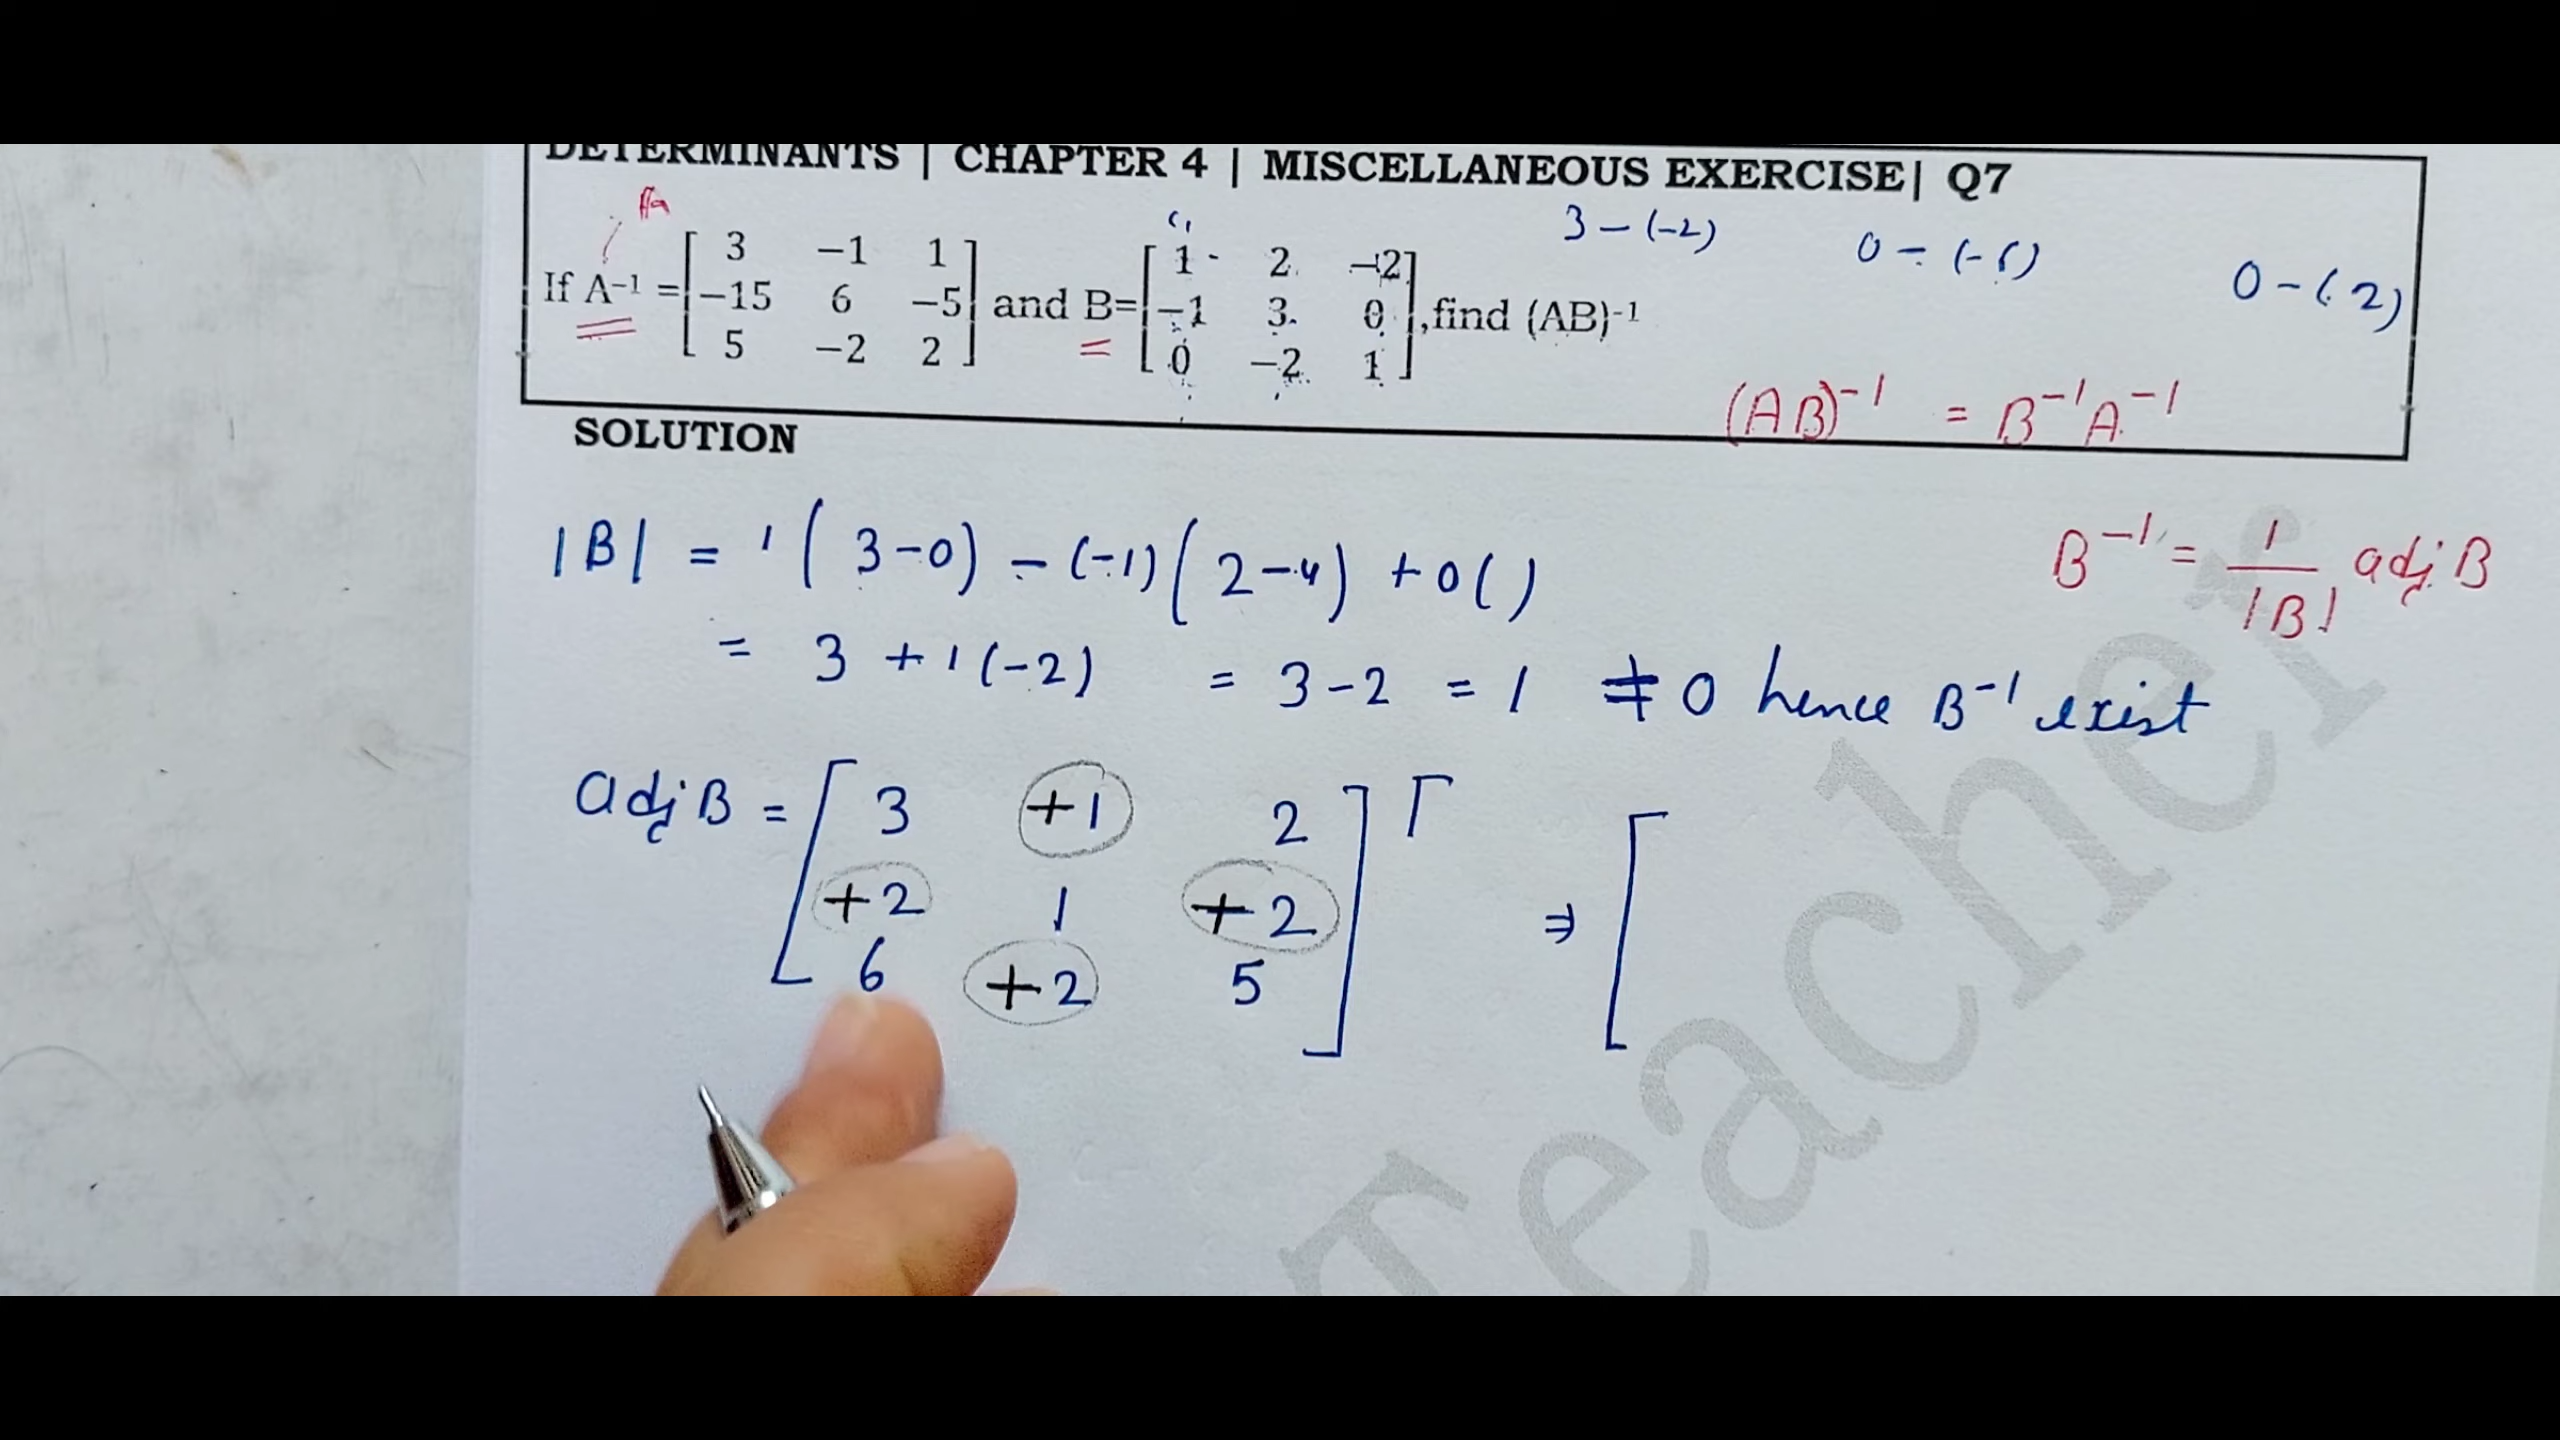 DETERMINANTS | CHAPTER 4 | MISCELLANEOUS EXERCISE| Q7
If A⁻¹ = [ 3 −1 1 ] and B= [ 1 2 −2 ] ,find (AB)⁻¹
[ −15 6 −5 ] [ −1 3 0 ]
[ 5 −2 2 ] [ 0 −2 1 ]
3 − (−2)
0 − (2)
(AB)⁻¹ = B⁻¹A⁻¹
SOLUTION
|B| = 1 ( 3 − 0) − (−1) ( 2 − 4) + 0 ( )
B⁻¹ = 1/|B| adj B
= 3 + 1 (−2) = 3 − 2 = 1 ≠ 0 hence B⁻¹ exist
adj B = [ 3 +1 2 ] T ⇒ [
+2 1 +2
6 +2 5
Teacher